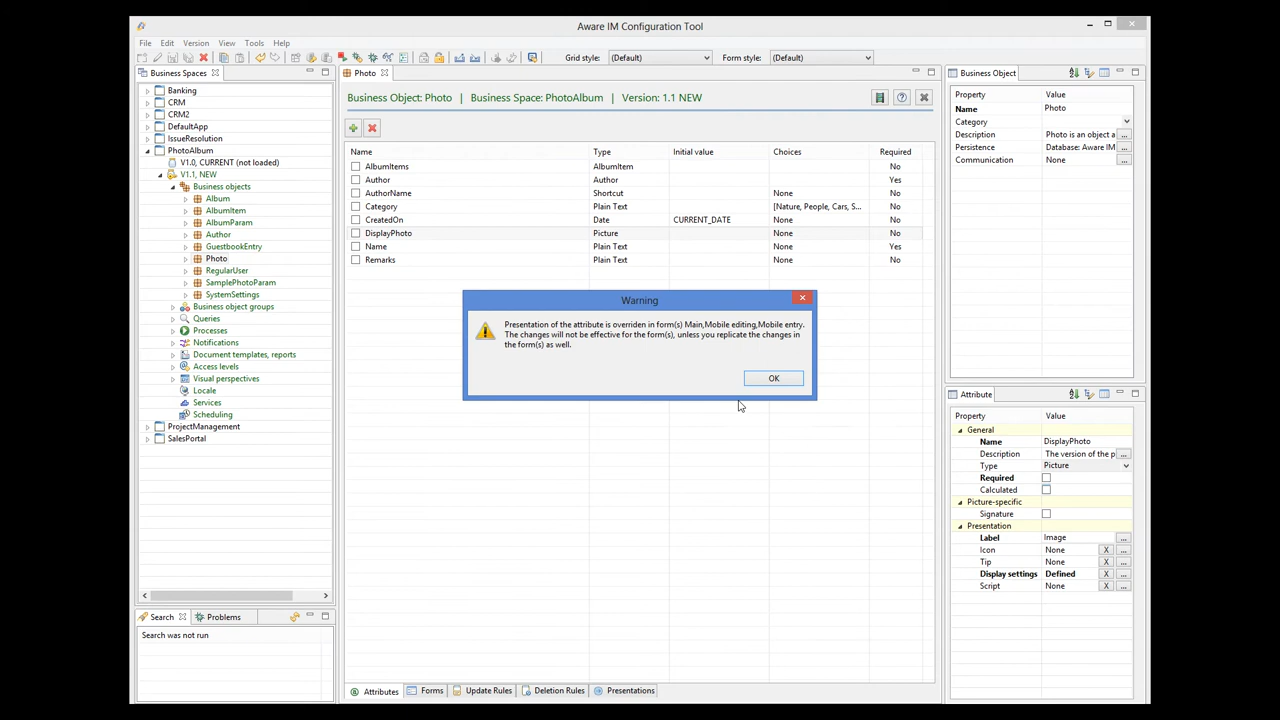 Aware IM Configuration Tool
File Edit Version View Tools Help
Grid style: (Default) Form style: (Default)
Business Spaces
Banking
CRM
CRM2
DefaultApp
IssueResolution
PhotoAlbum
V1.0, CURRENT (not loaded)
V1.1, NEW
Business objects
Album
AlbumItem
AlbumParam
Author
GuestbookEntry
Photo
RegularUser
SamplePhotoParam
SystemSettings
Business object groups
Queries
Processes
Notifications
Document templates, reports
Access levels
Visual perspectives
Locale
Services
Scheduling
ProjectManagement
SalesPortal
Search Problems
Search was not run
Photo
Business Object: Photo | Business Space: PhotoAlbum | Version: 1.1 NEW
Name Type Initial value Choices Required
AlbumItems AlbumItem No
Author Author Yes
AuthorName Shortcut None No
Category Plain Text [Nature, People, Cars, S... No
CreatedOn Date CURRENT_DATE None No
DisplayPhoto Picture None No
Name Plain Text None Yes
Remarks Plain Text None No
Warning
Presentation of the attribute is overriden in form(s) Main,Mobile editing,Mobile entry.
The changes will not be effective for the form(s), unless you replicate the changes in
the form(s) as well.
OK
Attributes Forms Update Rules Deletion Rules Presentations
Business Object
Property Value
Name Photo
Category
Description Photo is an object a ...
Persistence Database: Aware IM ...
Communication None ...
Attribute
Property Value
General
Name DisplayPhoto
Description The version of the p ...
Type Picture
Required
Calculated
Picture-specific
Signature
Presentation
Label Image ...
Icon None X ...
Tip None X ...
Display settings Defined X ...
Script None X ...